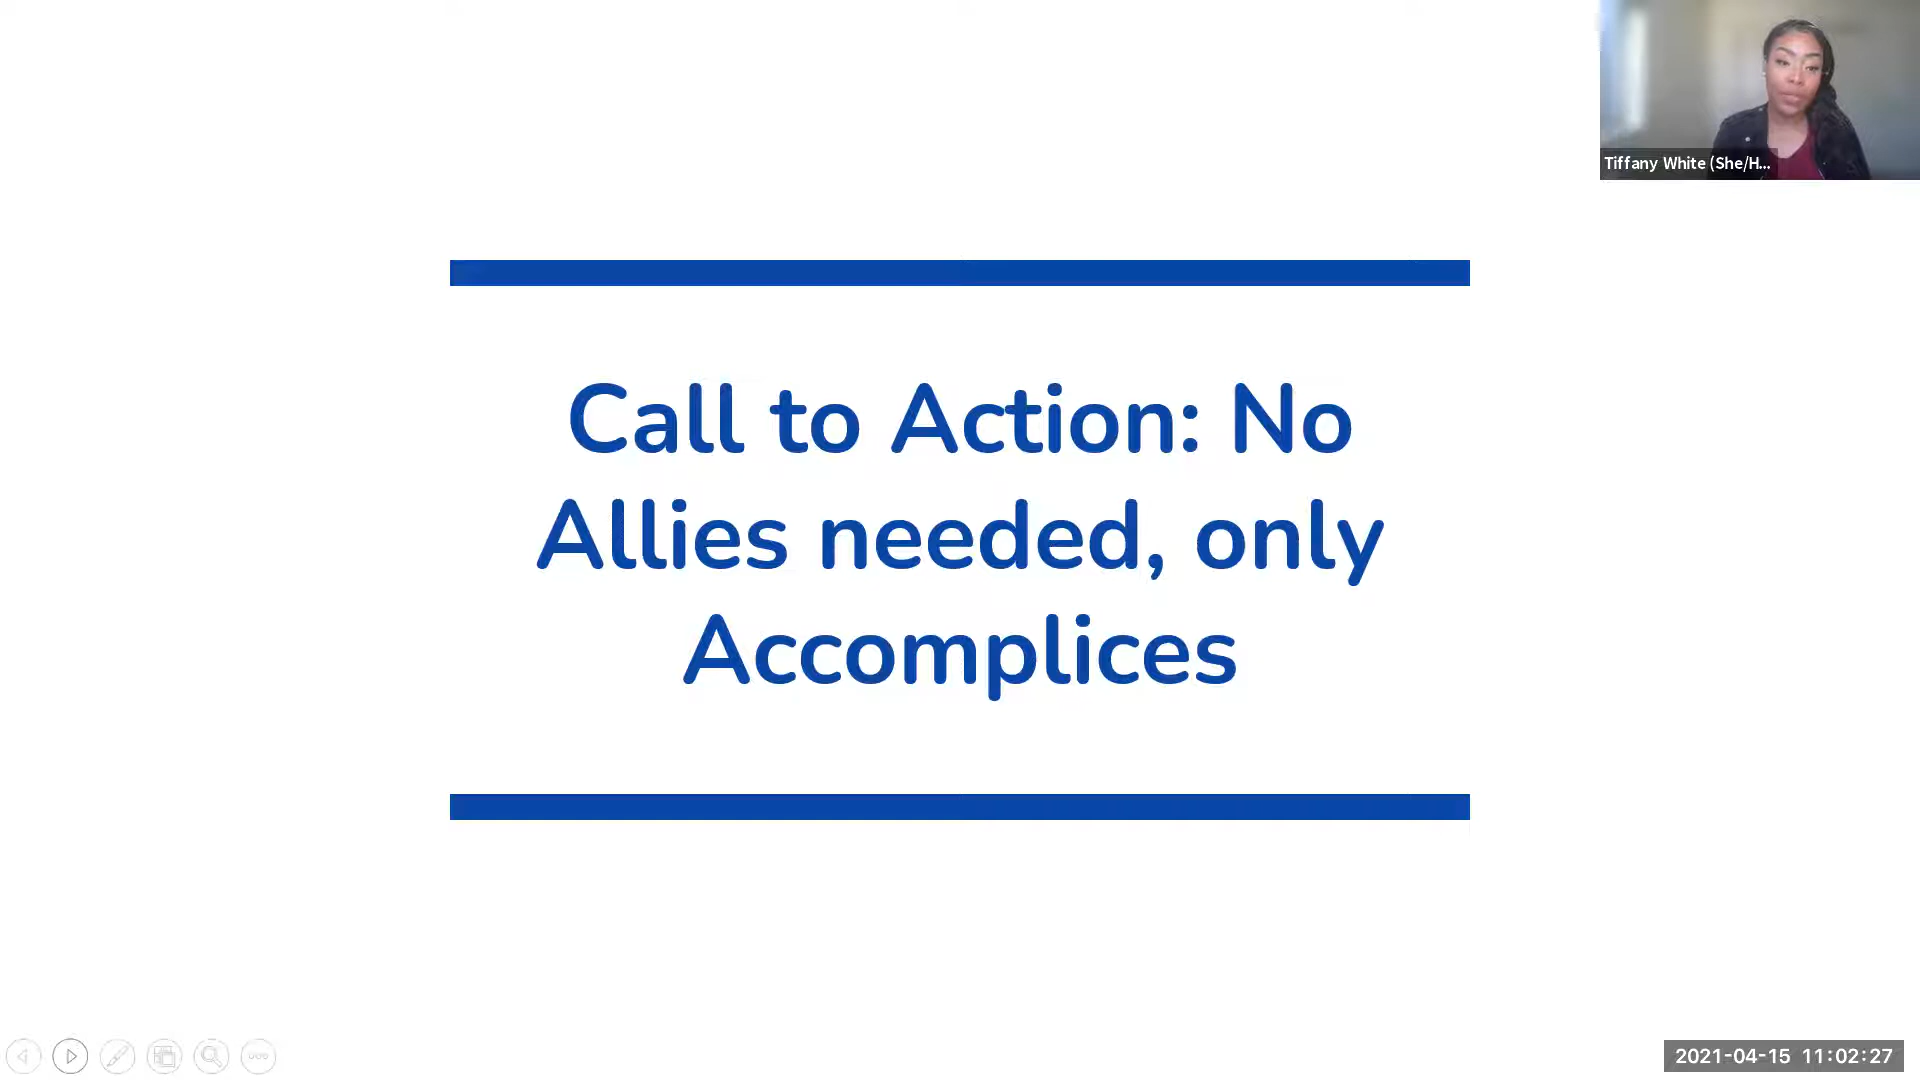 Tiffany White (She/H...
Call to Action: No
Allies needed, only
Accomplices
2021-04-15 11:02:27